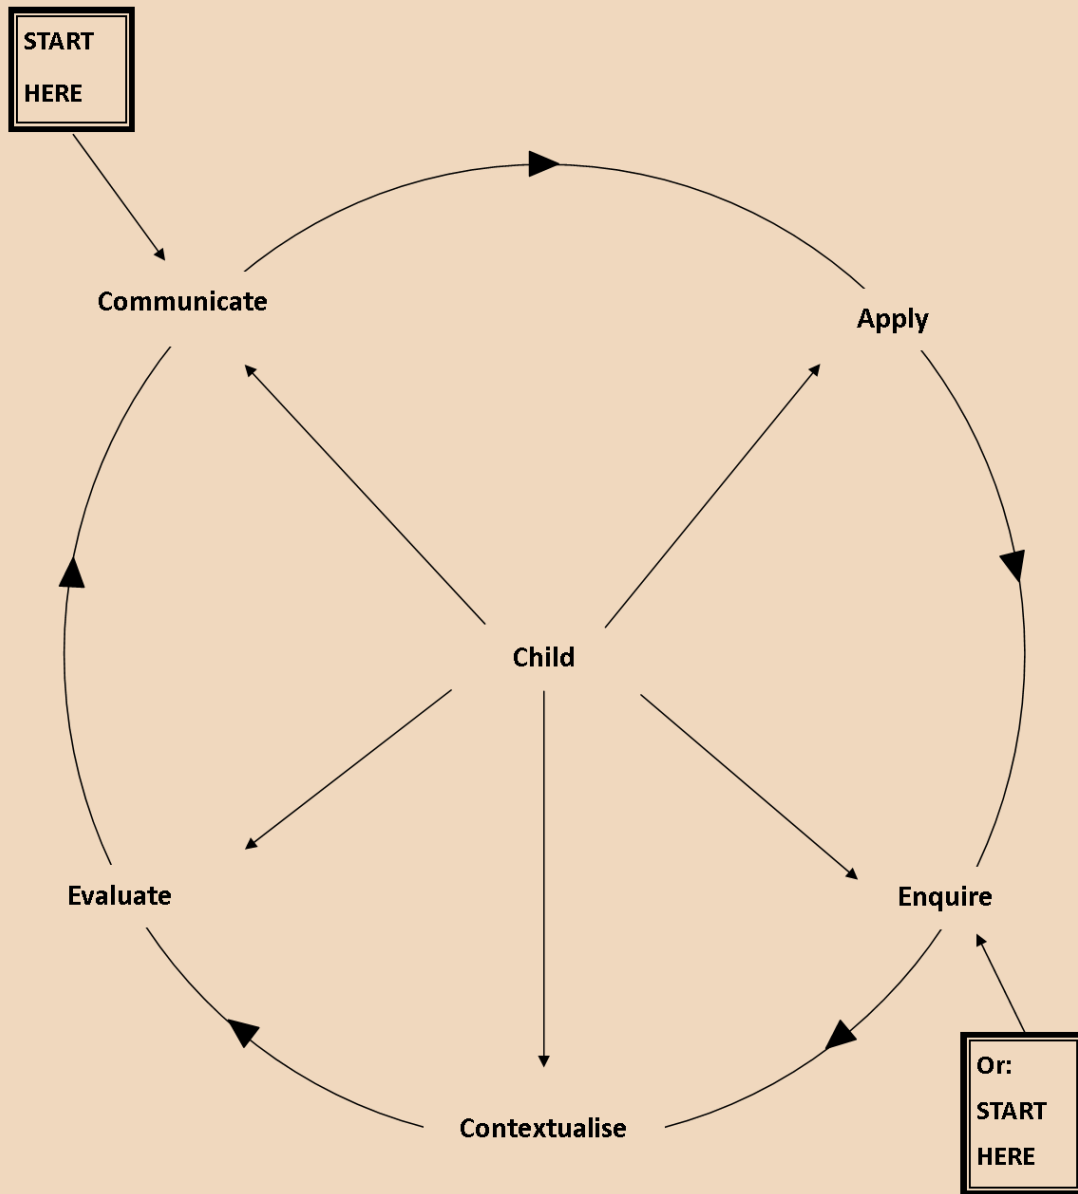 START
HERE
Communicate
Apply
Child
Evaluate
Enquire
Contextualise
Or:
START
HERE